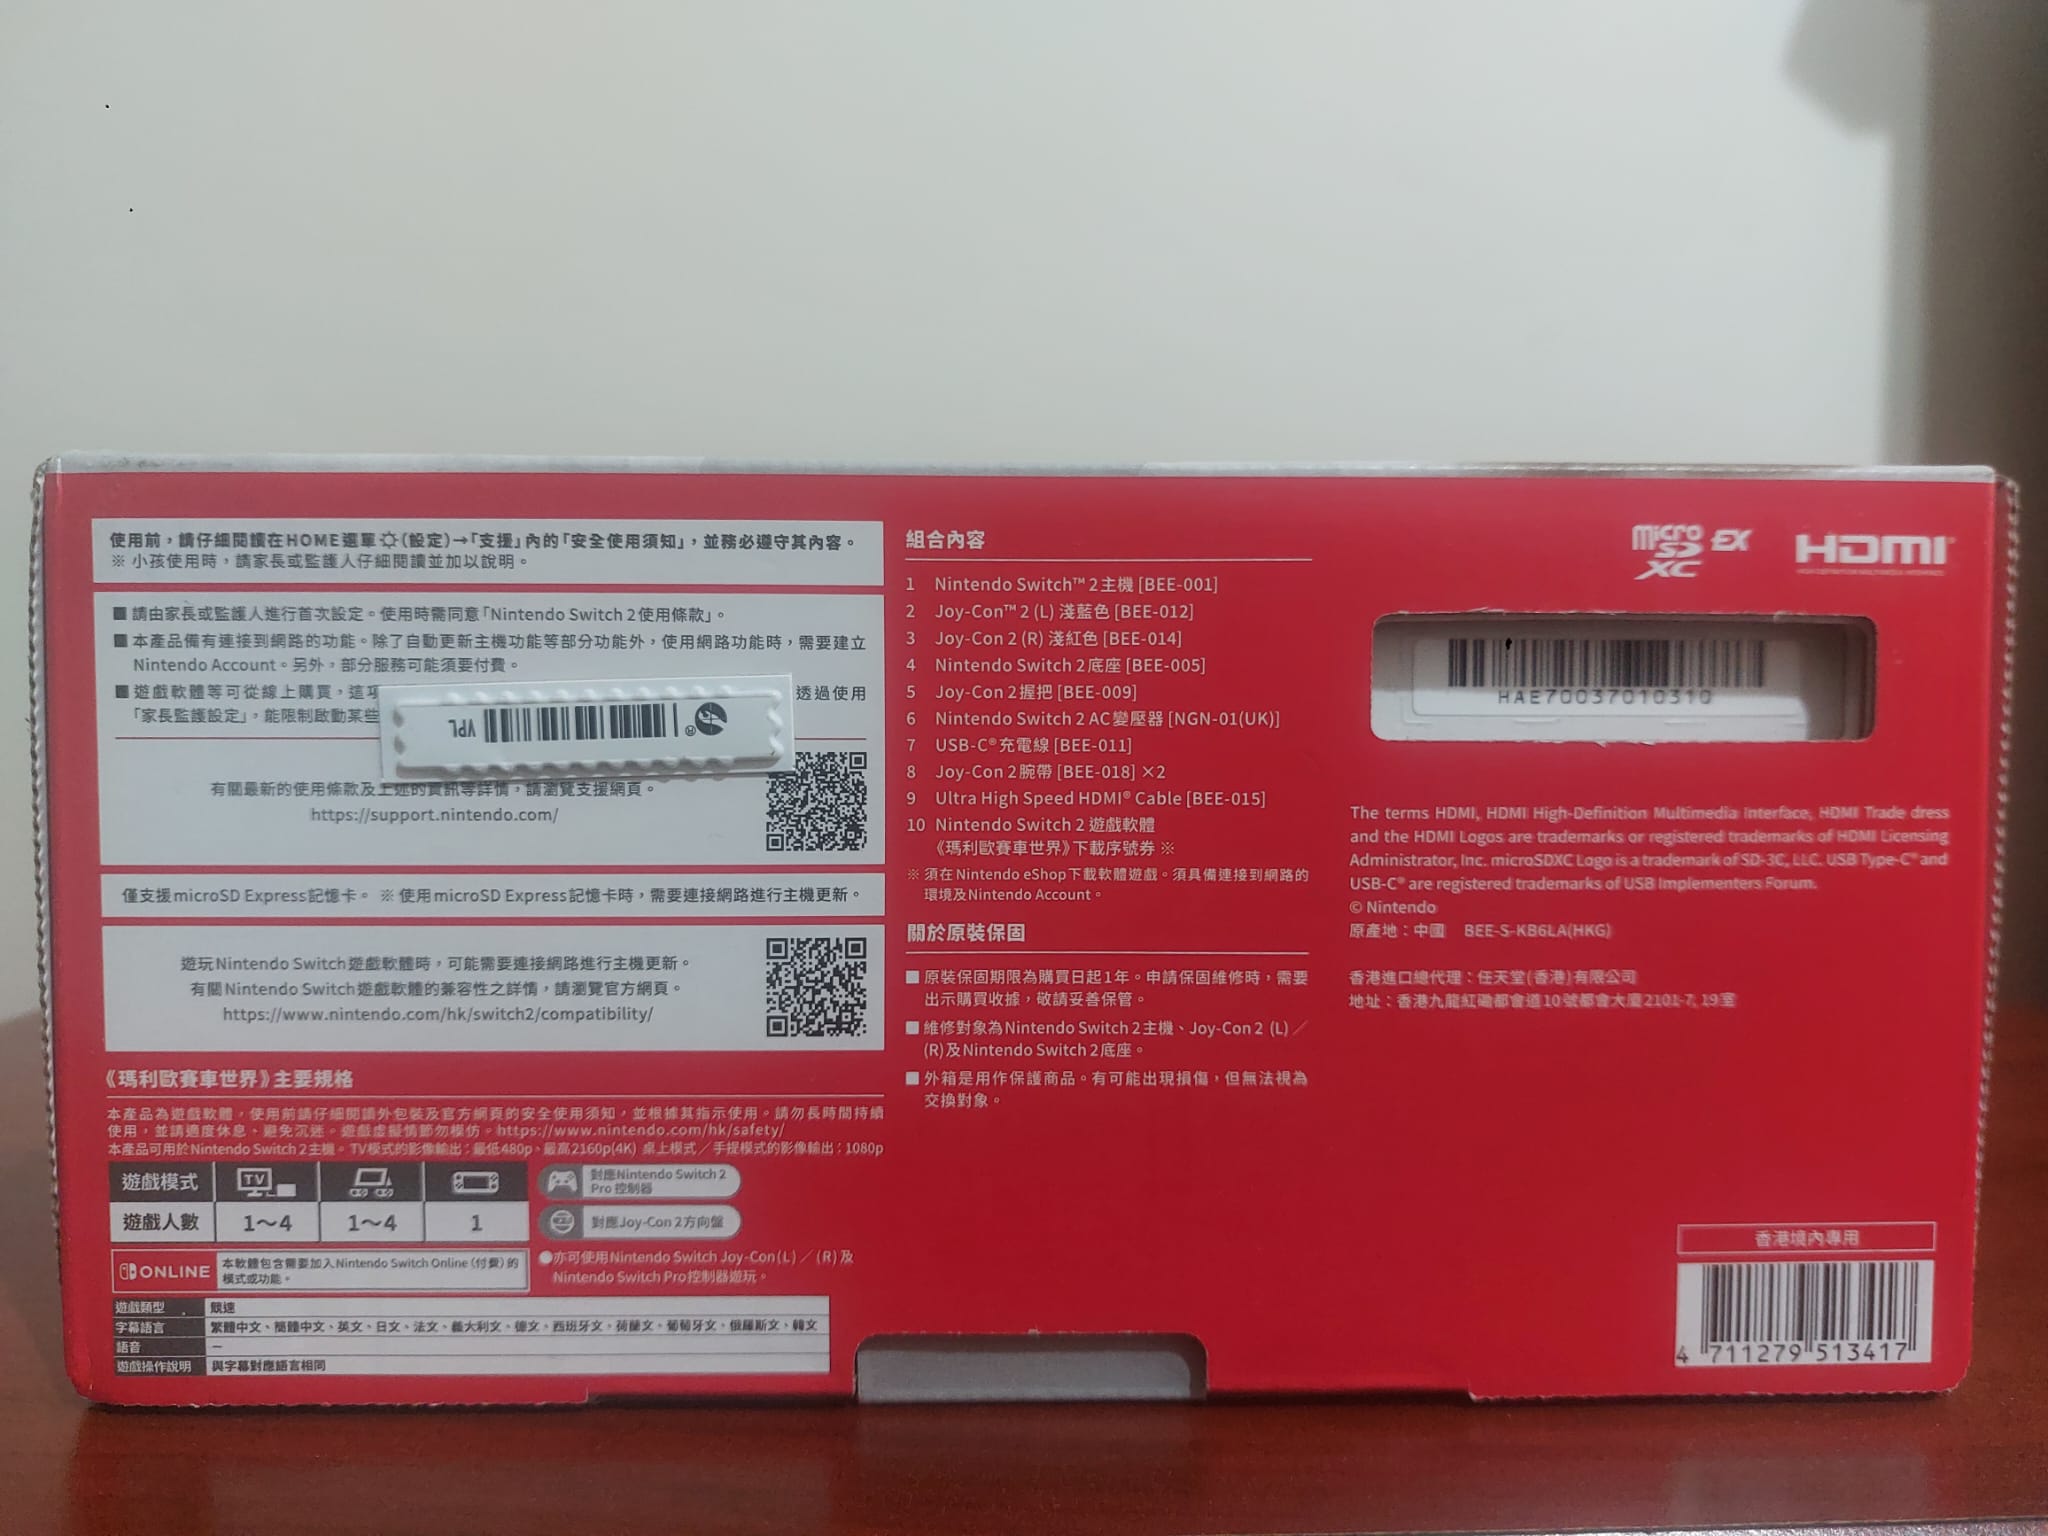 使用前，請仔細閱讀在HOME選單(設定)→「支援」內的「安全使用須知」，並務必遵守其內容。
※ 小孩使用時，請家長或監護人仔細閱讀並加以說明。
■ 請由家長或監護人進行首次設定。使用時需同意「Nintendo Switch 2使用條款」。
■ 本產品備有連接到網路的功能。除了自動更新主機功能等部分功能外，使用網路功能時，需要建立
Nintendo Account。另外，部分服務可能須要付費。
■ 遊戲軟體等可從線上購買，這項 透過使用
「家長監護設定」，能限制啟動某些
VPL
有關最新的使用條款及上述的資訊等詳情，請瀏覽支援網頁。
https://support.nintendo.com/
僅支援microSD Express記憶卡。 ※ 使用microSD Express記憶卡時，需要連接網路進行主機更新。
遊玩Nintendo Switch遊戲軟體時，可能需要連接網路進行主機更新。
有關Nintendo Switch遊戲軟體的兼容性之詳情，請瀏覽官方網頁。
https://www.nintendo.com/hk/switch2/compatibility/
《瑪利歐賽車世界》主要規格
本產品為遊戲軟體，使用前請仔細閱讀外包裝及官方網頁的安全使用須知，並根據其指示使用。請勿長時間持續
使用，並請適度休息、避免沉迷。遊戲虛擬情節勿模仿。https://www.nintendo.com/hk/safety/
本產品可用於Nintendo Switch 2主機。TV模式的影像輸出：最低480p、最高2160p(4K) 桌上模式／手提模式的影像輸出：1080p
遊戲模式 TV
遊戲人數 1～4 1～4 1
對應Nintendo Switch 2
Pro 控制器
對應Joy-Con 2方向盤
ONLINE 本軟體包含需要加入Nintendo Switch Online（付費）的
模式或功能。
●亦可使用Nintendo Switch Joy-Con(L)／(R)及
Nintendo Switch Pro控制器遊玩。
遊戲類型 競速
字幕語言 繁體中文、簡體中文、英文、日文、法文、義大利文、德文、西班牙文、荷蘭文、葡萄牙文、俄羅斯文、韓文
語音 —
遊戲操作說明 與字幕對應語言相同
組合內容
1 Nintendo Switch™ 2主機 [BEE-001]
2 Joy-Con™ 2 (L) 淺藍色 [BEE-012]
3 Joy-Con 2 (R) 淺紅色 [BEE-014]
4 Nintendo Switch 2底座 [BEE-005]
5 Joy-Con 2握把 [BEE-009]
6 Nintendo Switch 2 AC變壓器 [NGN-01(UK)]
7 USB-C®充電線 [BEE-011]
8 Joy-Con 2腕帶 [BEE-018] ×2
9 Ultra High Speed HDMI® Cable [BEE-015]
10 Nintendo Switch 2 遊戲軟體
《瑪利歐賽車世界》下載序號券 ※
※ 須在Nintendo eShop下載軟體遊戲。須具備連接到網路的
環境及Nintendo Account。
關於原裝保固
■ 原裝保固期限為購買日起1年。申請保固維修時，需要
出示購買收據，敬請妥善保管。
■ 維修對象為Nintendo Switch 2主機、Joy-Con 2 (L)／
(R)及Nintendo Switch 2底座。
■ 外箱是用作保護商品。有可能出現損傷，但無法視為
交換對象。
micro SD XC EX HDMI
HAE70037010310
The terms HDMI, HDMI High-Definition Multimedia Interface, HDMI Trade dress
and the HDMI Logos are trademarks or registered trademarks of HDMI Licensing
Administrator, Inc. microSDXC Logo is a trademark of SD-3C, LLC. USB Type-C® and
USB-C® are registered trademarks of USB Implementers Forum.
© Nintendo
原產地：中國 BEE-S-KB6LA(HKG)
香港進口總代理：任天堂(香港)有限公司
地址：香港九龍紅磡都會道10號都會大廈2101-7, 19室
香港境內專用
4 711279 513417